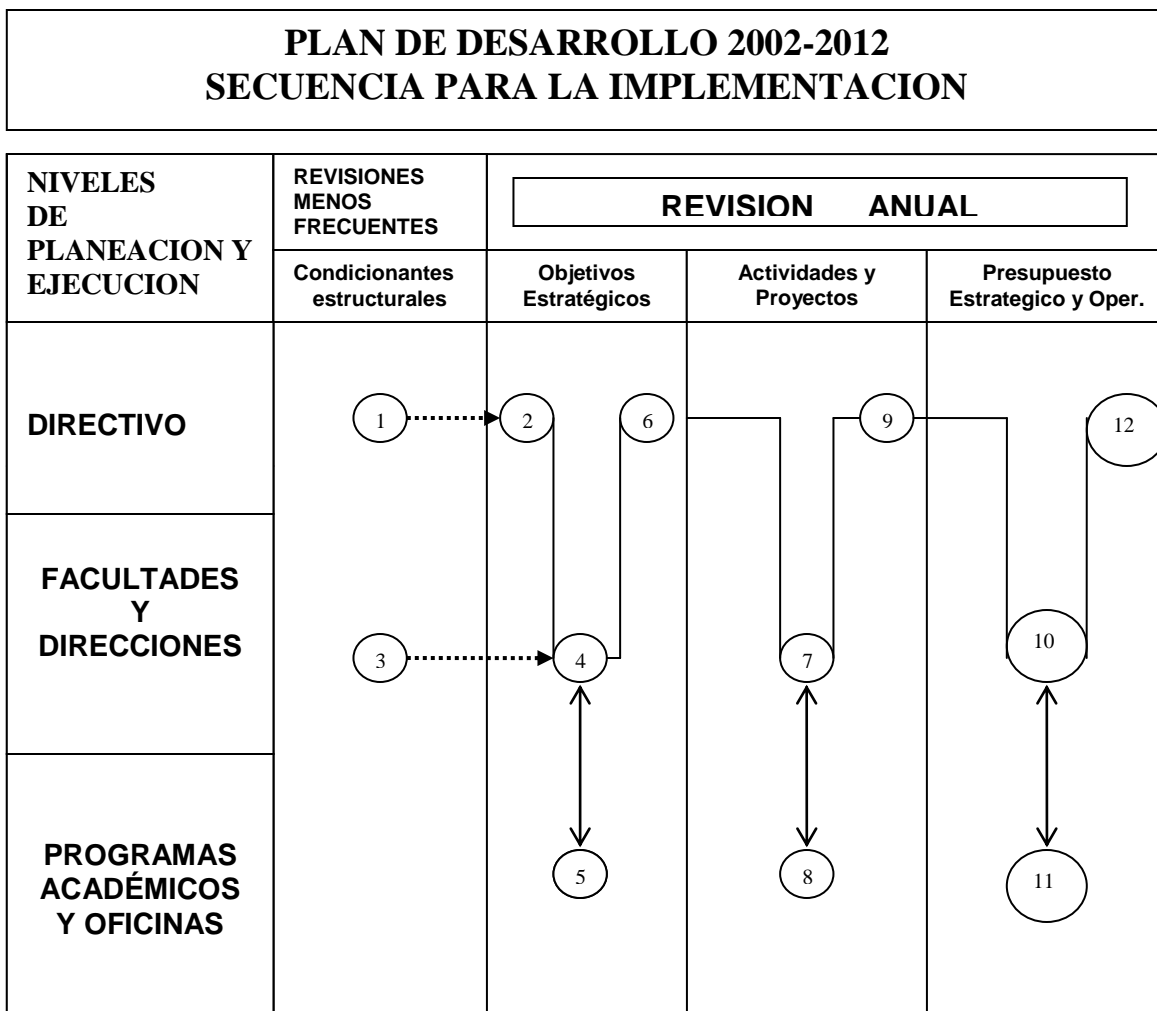 PLAN DE DESARROLLO 2002-2012
SECUENCIA PARA LA IMPLEMENTACION
NIVELES
DE
PLANEACION Y
EJECUCION
REVISIONES
MENOS
FRECUENTES
REVISION ANUAL
Condicionantes
estructurales
Objetivos
Estratégicos
Actividades y
Proyectos
Presupuesto
Estrategico y Oper.
DIRECTIVO
1
2
6
9
12
FACULTADES
Y
DIRECCIONES
3
4
7
10
PROGRAMAS
ACADÉMICOS
Y OFICINAS
5
8
11